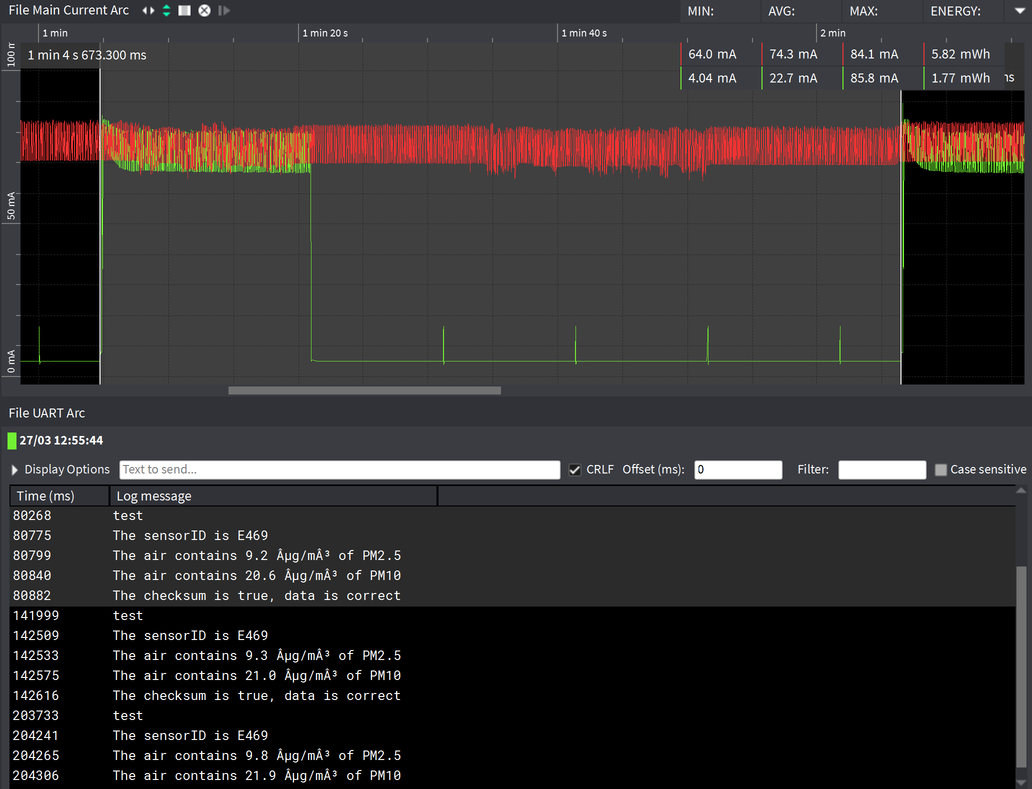 File Main Current Arc
MIN: AVG: MAX: ENERGY:
1 min 1 min 20 s 1 min 40 s 2 min
1 min 4 s 673.300 ms
64.0 mA 74.3 mA 84.1 mA 5.82 mWh
4.04 mA 22.7 mA 85.8 mA 1.77 mWh ns
100 m
50 mA
0 mA
File UART Arc
27/03 12:55:44
Display Options Text to send... CRLF Offset (ms): 0 Filter: Case sensitive
Time (ms) Log message
80268 test
80775 The sensorID is E469
80799 The air contains 9.2 Âµg/mÂ³ of PM2.5
80840 The air contains 20.6 Âµg/mÂ³ of PM10
80882 The checksum is true, data is correct
141999 test
142509 The sensorID is E469
142533 The air contains 9.3 Âµg/mÂ³ of PM2.5
142575 The air contains 21.0 Âµg/mÂ³ of PM10
142616 The checksum is true, data is correct
203733 test
204241 The sensorID is E469
204265 The air contains 9.8 Âµg/mÂ³ of PM2.5
204306 The air contains 21.9 Âµg/mÂ³ of PM10